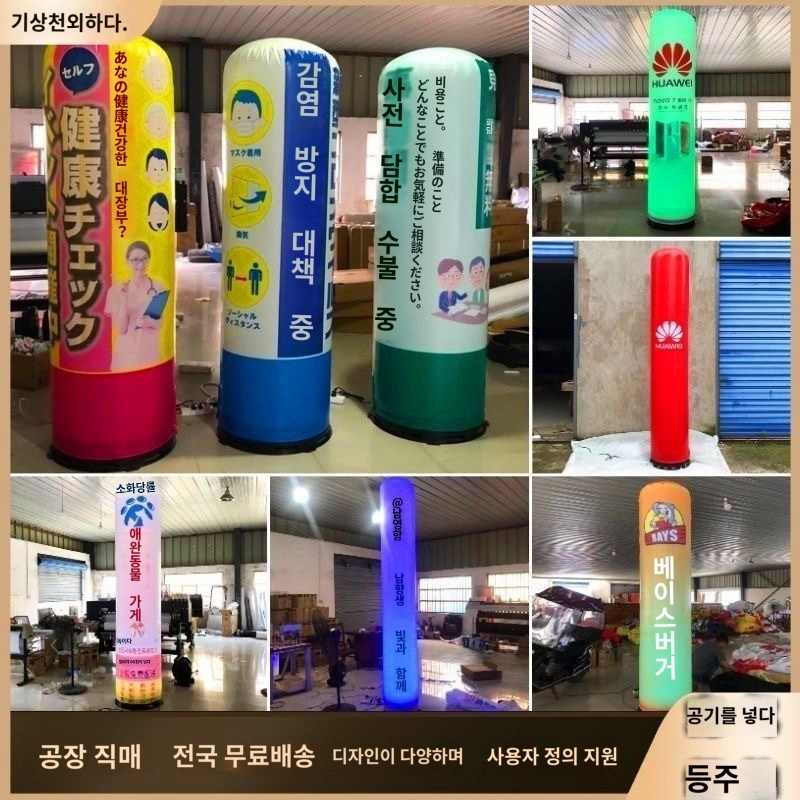 기상천외하다.
セルフ
健康チェック
あなの健康건강한 대장부?
감염 방지 대책 중
マスク着用
換気
ソーシャル
ディスタンス
사전 담합 수불 중
비용こと。 準備のこと
どんなことでもお気軽にご相談ください。
見
無料
HUAWEI
HUAWEI
소화당률
애완동물 가게
@남영항
남항생 빛과 함께
BAY'S
베이스버거
공장 직매
전국 무료배송
디자인이 다양하며
사용자 정의 지원
공기를 넣다
등주